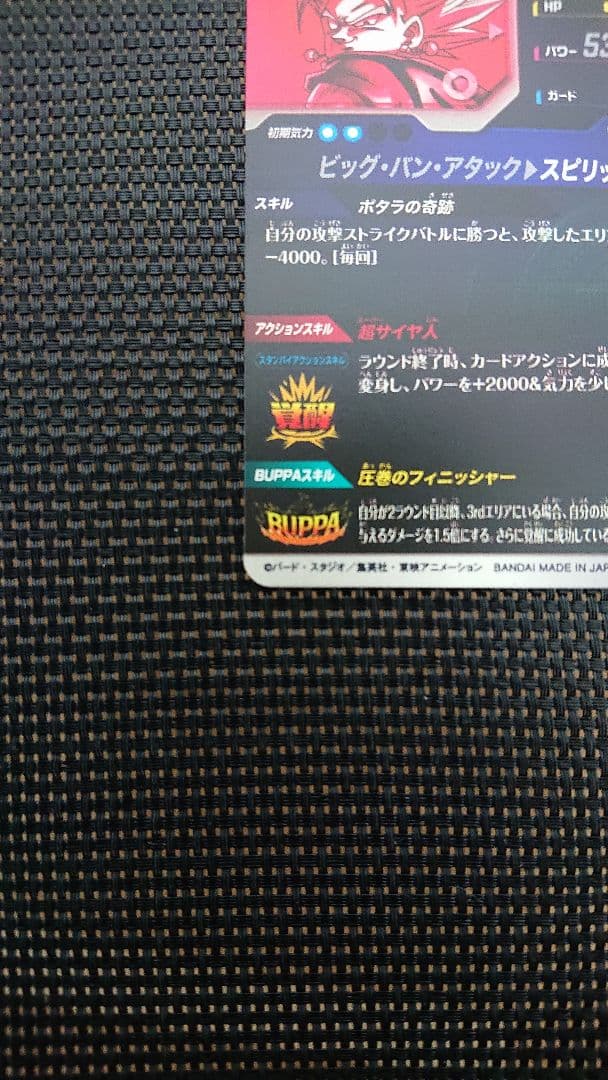 HP
パワー 53
ガード
初期気力
ビッグ・バン・アタック▶スピリッ
スキル ポタラの奇跡
自分の攻撃ストライクバトルに勝つと、攻撃したエリ
-4000。[毎回]
アクションスキル 超サイヤ人
スタンバイアクションスキル ラウンド終了時、カードアクションに成
覚醒 変身し、パワーを+2000&気力を少し
BUPPAスキル 圧巻のフィニッシャー
BUPPA 自分が2ラウンド目以降、3rdエリアにいる場合、自分の攻
与えるダメージを1.5倍にする。さらに覚醒に成功している
©バード・スタジオ/集英社・東映アニメーション BANDAI MADE IN JAP